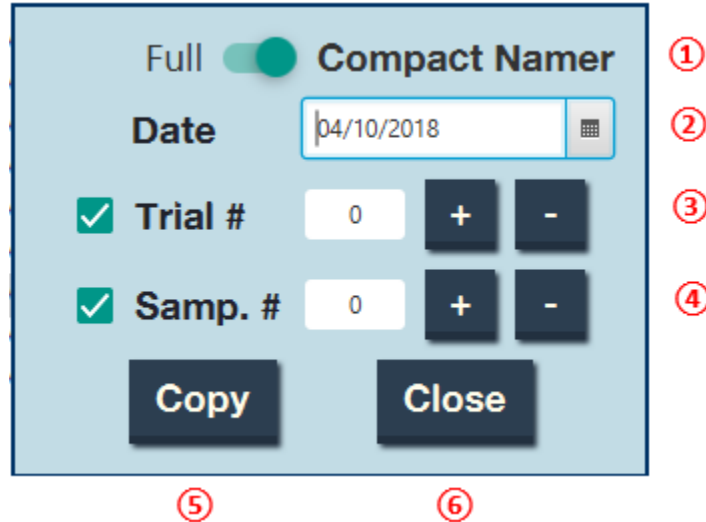 Full Compact Namer ①
Date 04/10/2018 ②
Trial # 0 + - ③
Samp. # 0 + - ④
Copy Close
⑤ ⑥